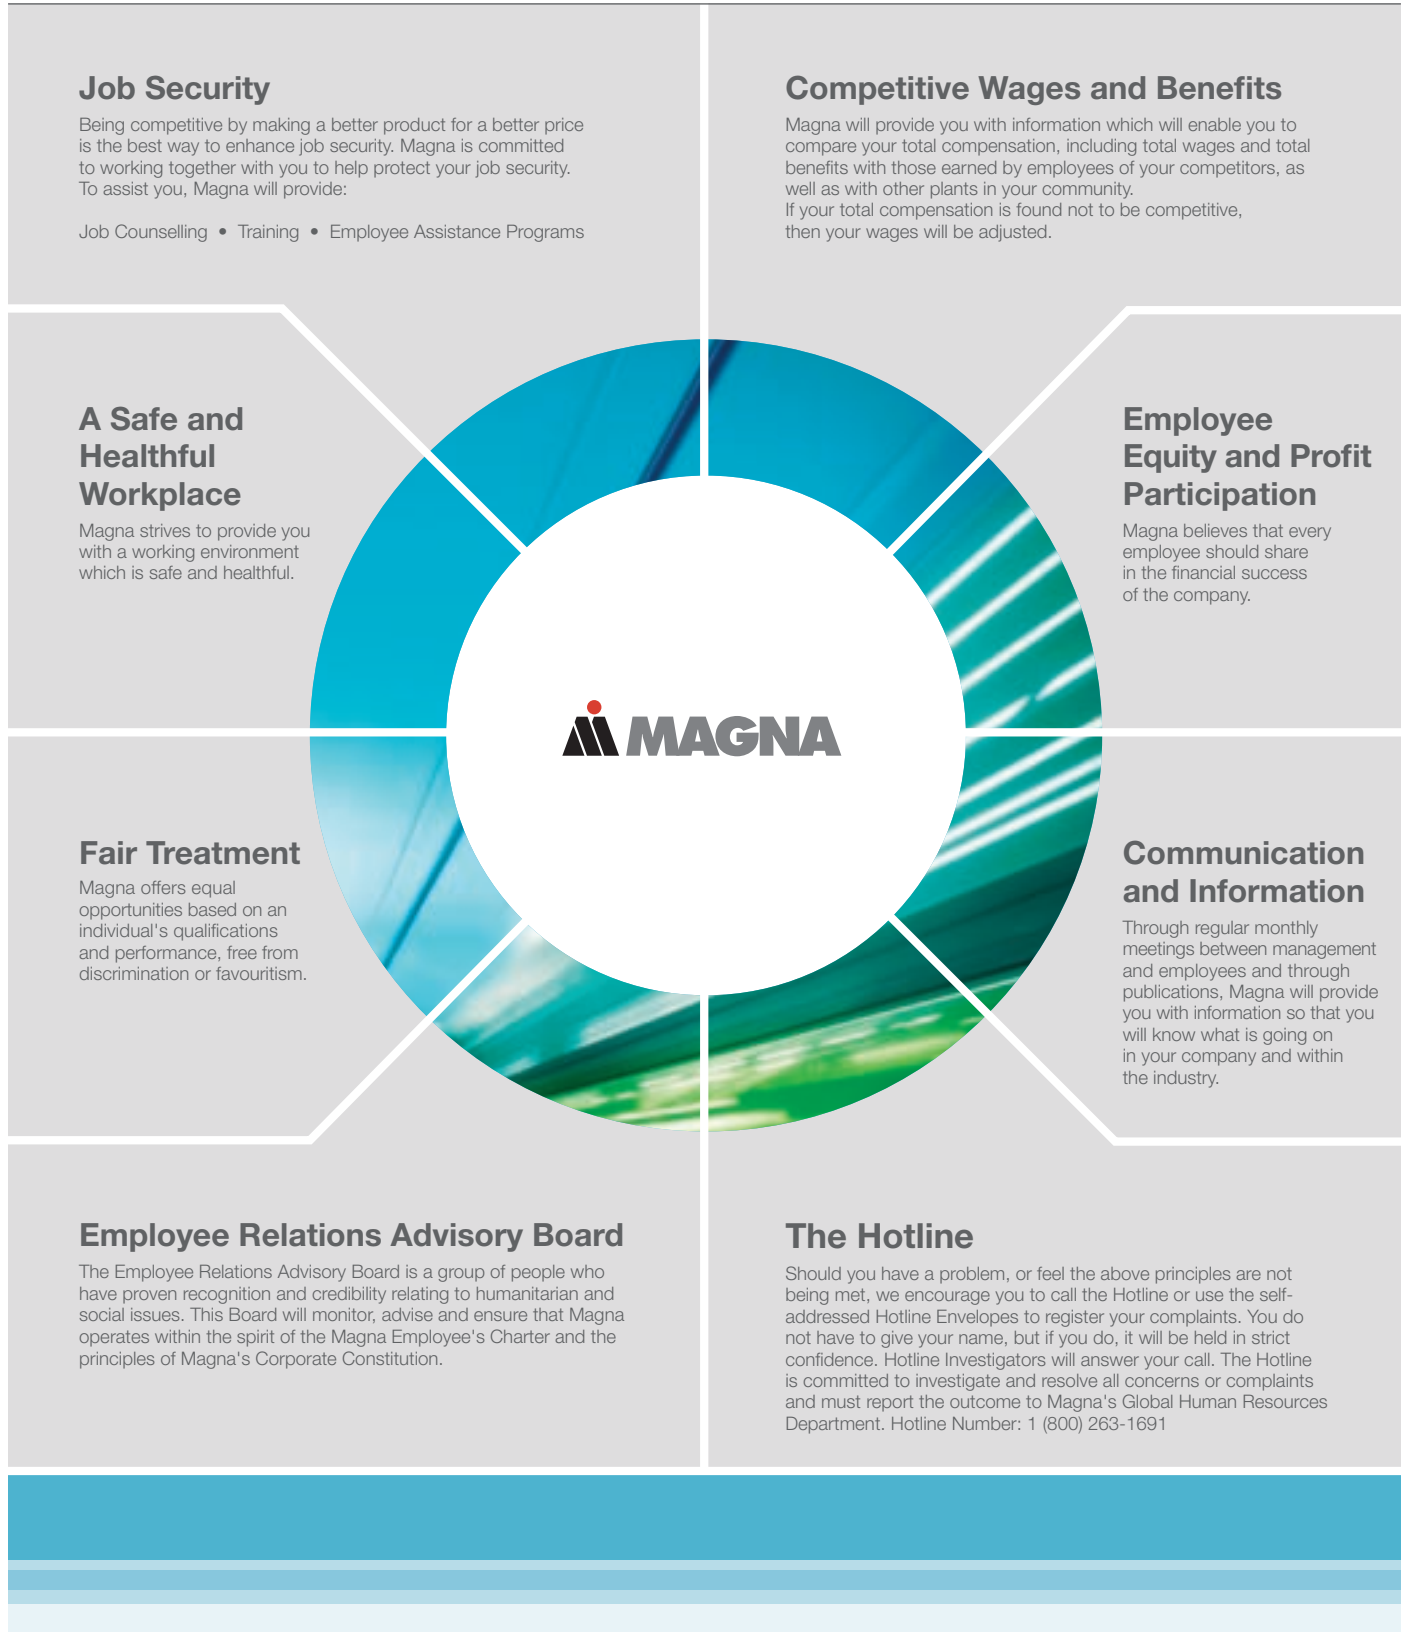 Job Security
Being competitive by making a better product for a better price
is the best way to enhance job security. Magna is committed
to working together with you to help protect your job security.
To assist you, Magna will provide:
Job Counselling • Training • Employee Assistance Programs
Competitive Wages and Benefits
Magna will provide you with information which will enable you to
compare your total compensation, including total wages and total
benefits with those earned by employees of your competitors, as
well as with other plants in your community.
If your total compensation is found not to be competitive,
then your wages will be adjusted.
A Safe and
Healthful
Workplace
Magna strives to provide you
with a working environment
which is safe and healthful.
Employee
Equity and Profit
Participation
Magna believes that every
employee should share
in the financial success
of the company.
MAGNA
Fair Treatment
Magna offers equal
opportunities based on an
individual's qualifications
and performance, free from
discrimination or favouritism.
Communication
and Information
Through regular monthly
meetings between management
and employees and through
publications, Magna will provide
you with information so that you
will know what is going on
in your company and within
the industry.
Employee Relations Advisory Board
The Employee Relations Advisory Board is a group of people who
have proven recognition and credibility relating to humanitarian and
social issues. This Board will monitor, advise and ensure that Magna
operates within the spirit of the Magna Employee's Charter and the
principles of Magna's Corporate Constitution.
The Hotline
Should you have a problem, or feel the above principles are not
being met, we encourage you to call the Hotline or use the self-
addressed Hotline Envelopes to register your complaints. You do
not have to give your name, but if you do, it will be held in strict
confidence. Hotline Investigators will answer your call. The Hotline
is committed to investigate and resolve all concerns or complaints
and must report the outcome to Magna's Global Human Resources
Department. Hotline Number: 1 (800) 263-1691